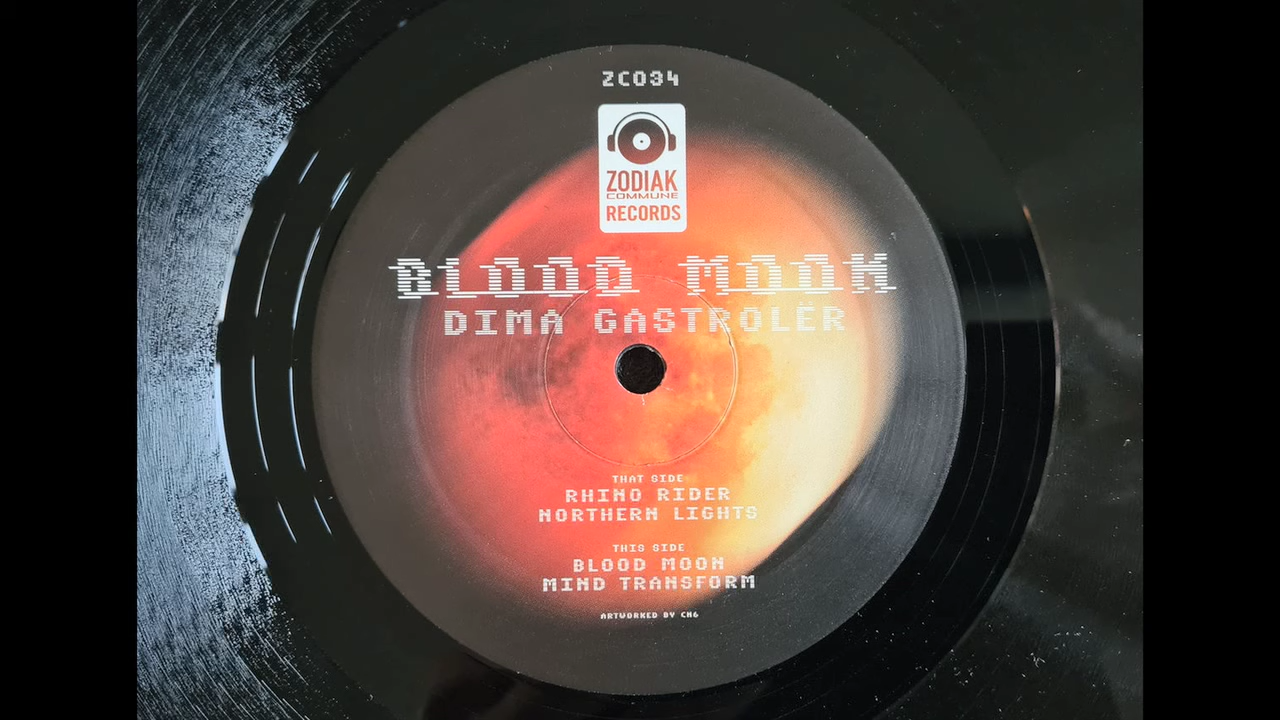 ZC034
ZODIAK
COMMUNE
RECORDS
BLOOD MOON
DIMA GASTROLËR
THAT SIDE
RHINO RIDER
NORTHERN LIGHTS
THIS SIDE
BLOOD MOON
MIND TRANSFORM
ARTWORKED BY CH6